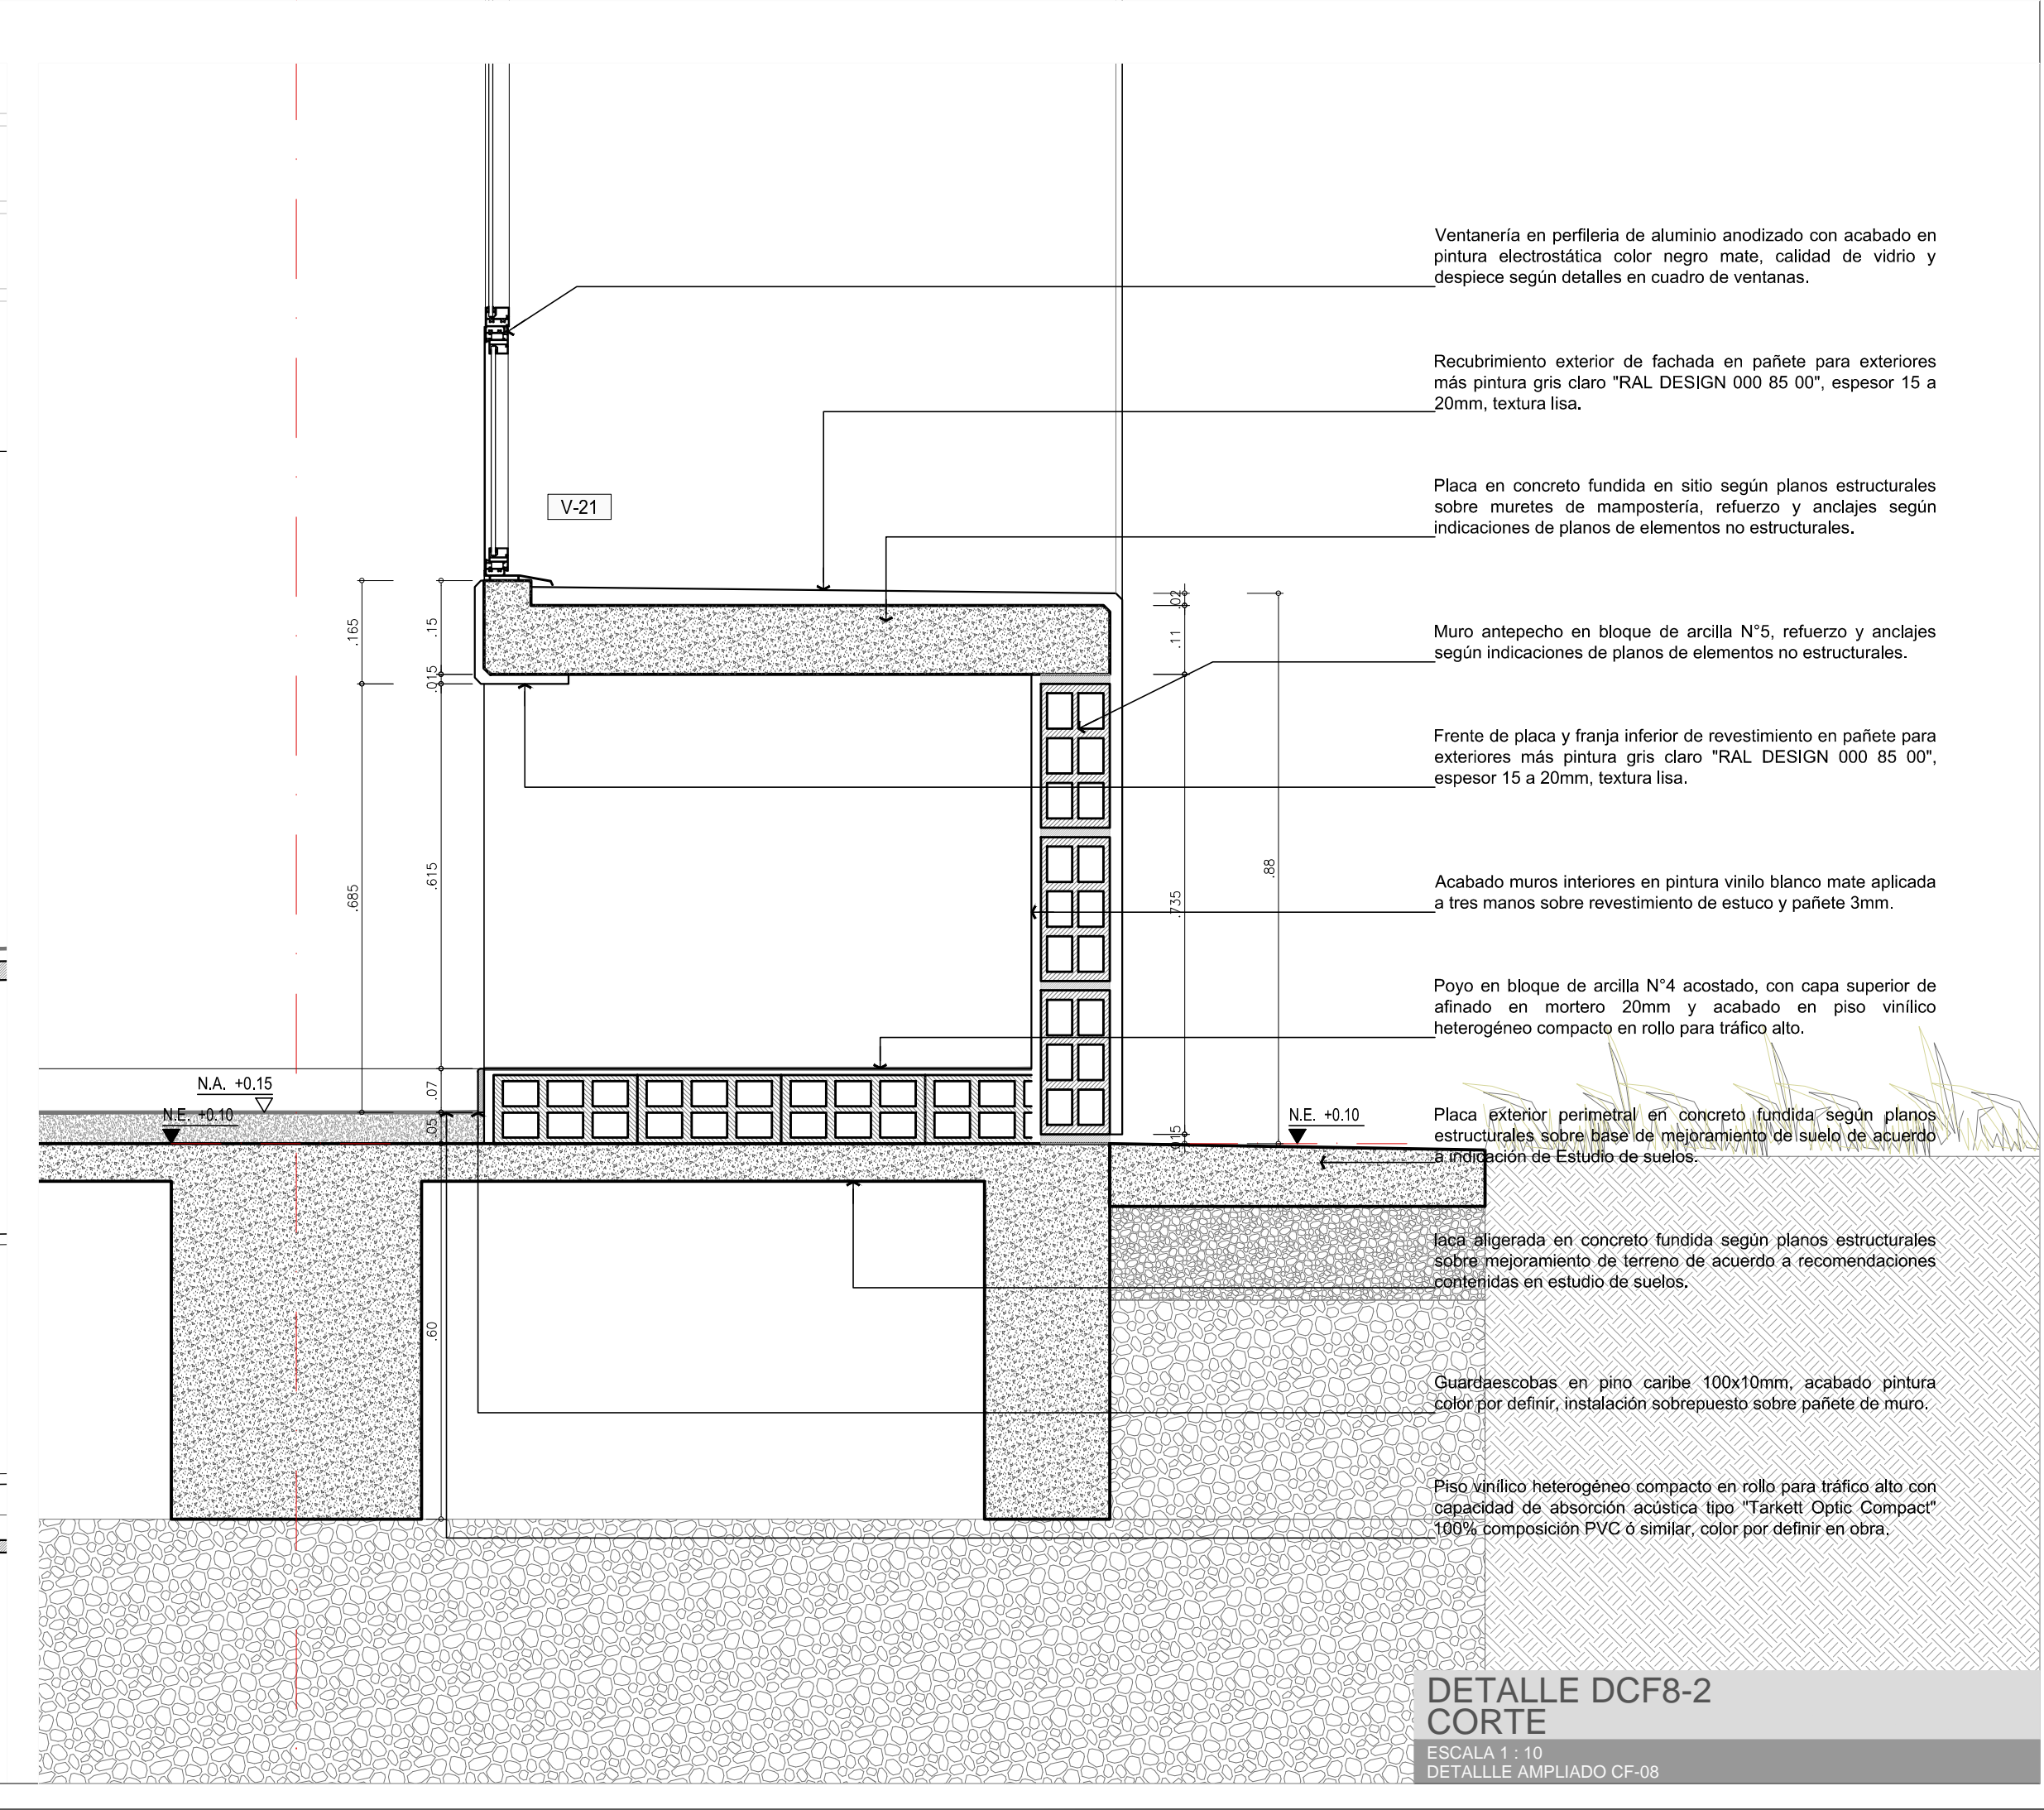 Ventanería en perfileria de aluminio anodizado con acabado en
pintura electrostática color negro mate, calidad de vidrio y
despiece según detalles en cuadro de ventanas.
Recubrimiento exterior de fachada en pañete para exteriores
más pintura gris claro "RAL DESIGN 000 85 00", espesor 15 a
20mm, textura lisa.
V-21
Placa en concreto fundida en sitio según planos estructurales
sobre muretes de mampostería, refuerzo y anclajes según
indicaciones de planos de elementos no estructurales.
.165
.15
.015
.02
.11
Muro antepecho en bloque de arcilla N°5, refuerzo y anclajes
según indicaciones de planos de elementos no estructurales.
Frente de placa y franja inferior de revestimiento en pañete para
exteriores más pintura gris claro "RAL DESIGN 000 85 00",
espesor 15 a 20mm, textura lisa.
.685
.615
.735
.88
Acabado muros interiores en pintura vinilo blanco mate aplicada
a tres manos sobre revestimiento de estuco y pañete 3mm.
Poyo en bloque de arcilla N°4 acostado, con capa superior de
afinado en mortero 20mm y acabado en piso vinílico
heterogéneo compacto en rollo para tráfico alto.
N.A. +0.15
N.E. +0.10
.07
.05
.015
N.E. +0.10
Placa exterior perimetral en concreto fundida según planos
estructurales sobre base de mejoramiento de suelo de acuerdo
a indicación de Estudio de suelos.
laca aligerada en concreto fundida según planos estructurales
sobre mejoramiento de terreno de acuerdo a recomendaciones
contenidas en estudio de suelos.
.60
Guardaescobas en pino caribe 100x10mm, acabado pintura
color por definir, instalación sobrepuesto sobre pañete de muro.
Piso vinílico heterogéneo compacto en rollo para tráfico alto con
capacidad de absorción acústica tipo "Tarkett Optic Compact"
100% composición PVC ó similar, color por definir en obra.
DETALLE DCF8-2
CORTE
ESCALA 1 : 10
DETALLLE AMPLIADO CF-08